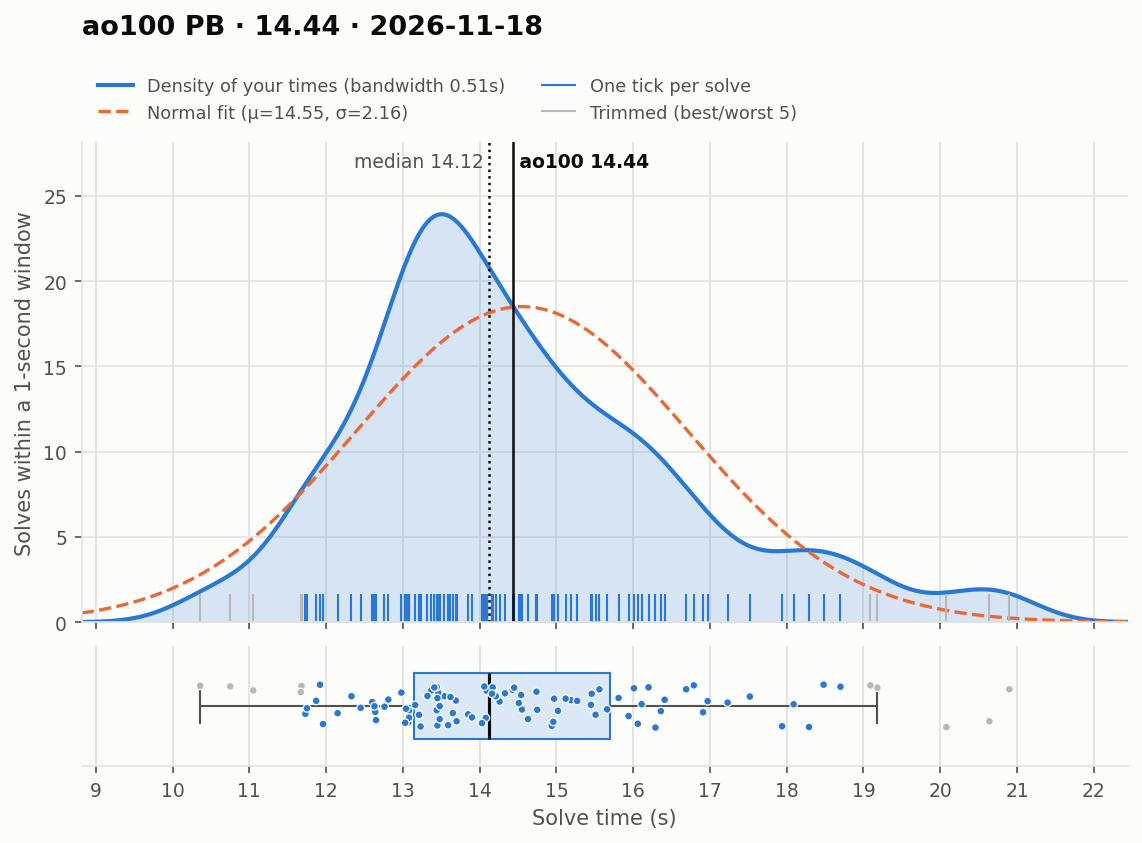 ao100 PB · 14.44 · 2026-11-18
Density of your times (bandwidth 0.51s)
One tick per solve
Normal fit (μ=14.55, σ=2.16)
Trimmed (best/worst 5)
median 14.12
ao100 14.44
Solves within a 1-second window
25
20
15
10
5
0
9 10 11 12 13 14 15 16 17 18 19 20 21 22
Solve time (s)